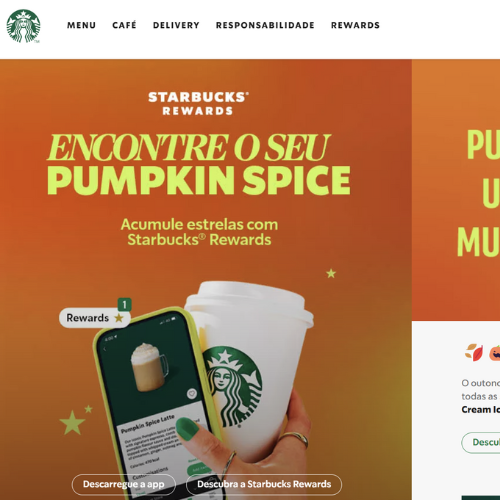 MENU CAFÉ DELIVERY RESPONSABILIDADE REWARDS
STARBUCKS®
REWARDS
ENCONTRE O SEU
PUMPKIN SPICE
Acumule estrelas com
Starbucks® Rewards
Rewards
1
Pumpkin Spice Latte
Descarregue a app
Descubra a Starbucks Rewards
PU
U
MU
O outono
todas as
Cream Ic
Descul